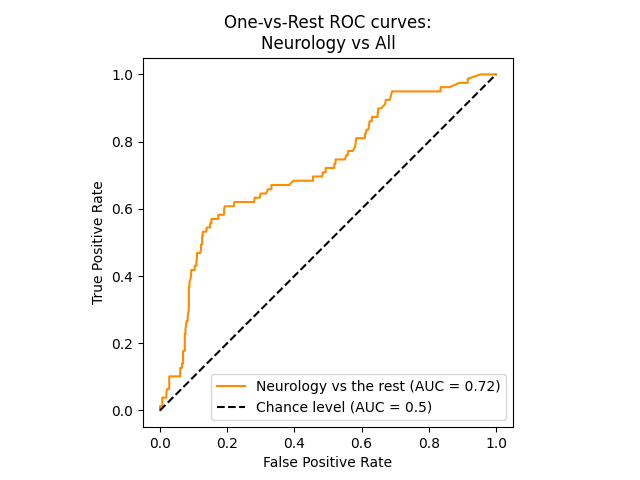 One-vs-Rest ROC curves:
Neurology vs All
1.0
0.8
0.6
0.4
0.2
0.0
True Positive Rate
Neurology vs the rest (AUC = 0.72)
Chance level (AUC = 0.5)
0.0 0.2 0.4 0.6 0.8 1.0
False Positive Rate